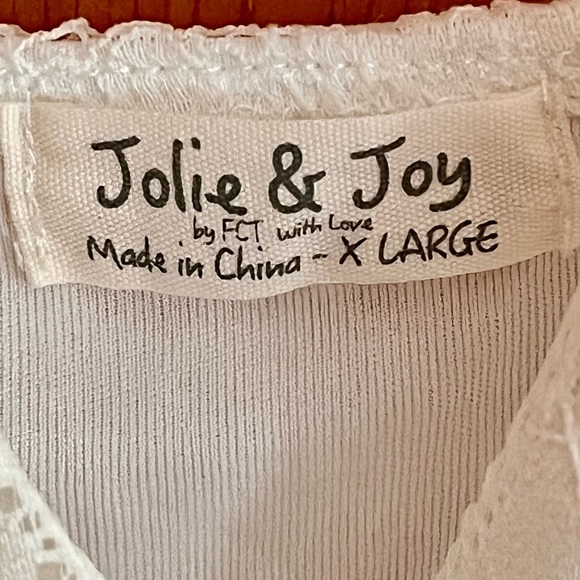 Jolie & Joy
by FCT with Love
Made in China - X LARGE